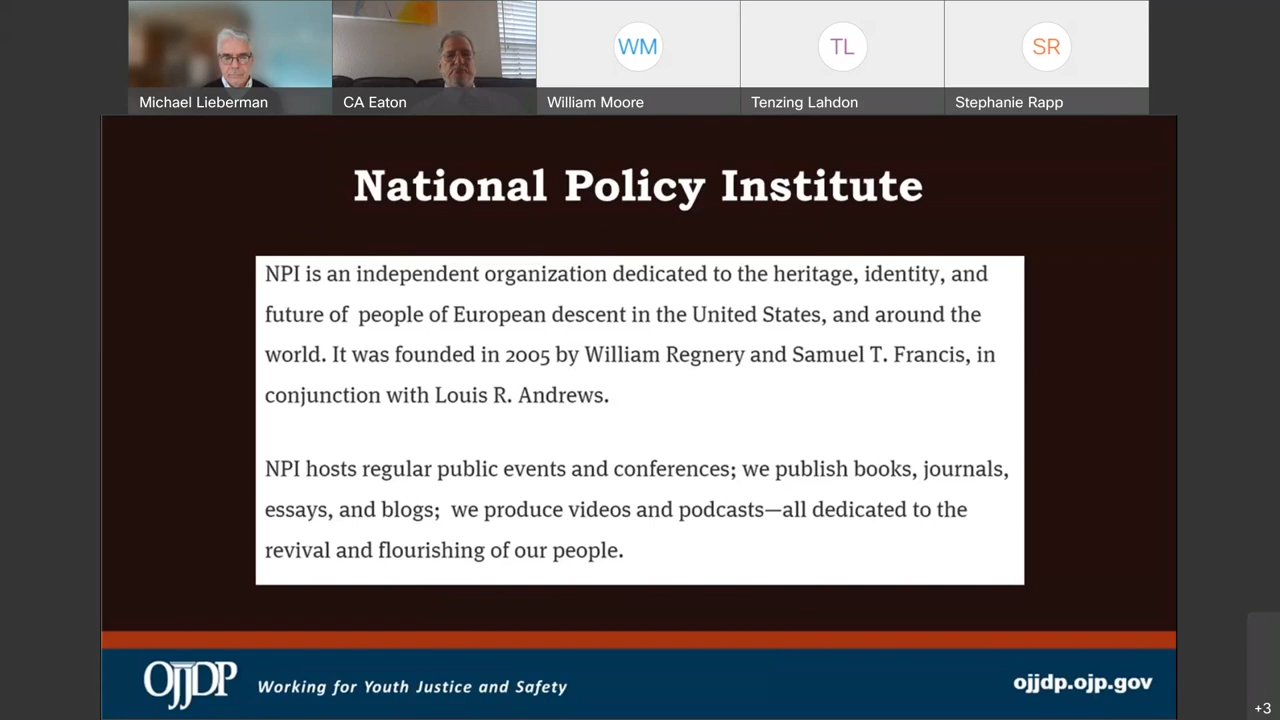 WM
TL
SR
Michael Lieberman
CA Eaton
William Moore
Tenzing Lahdon
Stephanie Rapp
National Policy Institute
NPI is an independent organization dedicated to the heritage, identity, and
future of people of European descent in the United States, and around the
world. It was founded in 2005 by William Regnery and Samuel T. Francis, in
conjunction with Louis R. Andrews.
NPI hosts regular public events and conferences; we publish books, journals,
essays, and blogs; we produce videos and podcasts—all dedicated to the
revival and flourishing of our people.
OJJDP
Working for Youth Justice and Safety
ojjdp.ojp.gov
+3